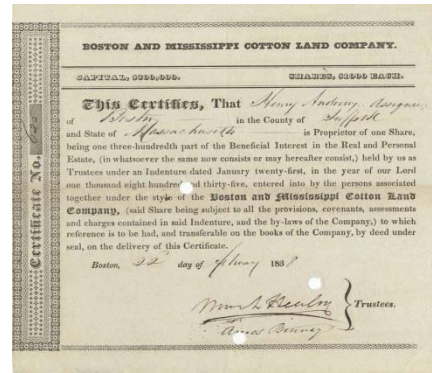 BOSTON AND MISSISSIPPI COTTON LAND COMPANY.
CAPITAL, $300,000. SHARES, $1000 EACH.
This Certifies, That Henry Andrews Assignee
of Boston in the County of Suffolk
and State of Massachusetts is Proprietor of one Share,
being one three-hundredth part of the Beneficial Interest in the Real and Personal
Estate, (in whatsoever the same now consists or may hereafter consist,) held by us as
Trustees under an Indenture dated January twenty-first, in the year of our Lord
one thousand eight hundred and thirty-five, entered into by the persons associated
together under the style of the Boston and Mississippi Cotton Land
Company, (said Share being subject to all the provisions, covenants, assessments
and charges contained in said Indenture, and the by-laws of the Company,) to which
reference is to be had, and transferable on the books of the Company, by deed under
seal, on the delivery of this Certificate.
Boston, 22d day of February 1838
Mark Healey
Trustees.
Amos Binney
Certificate No.